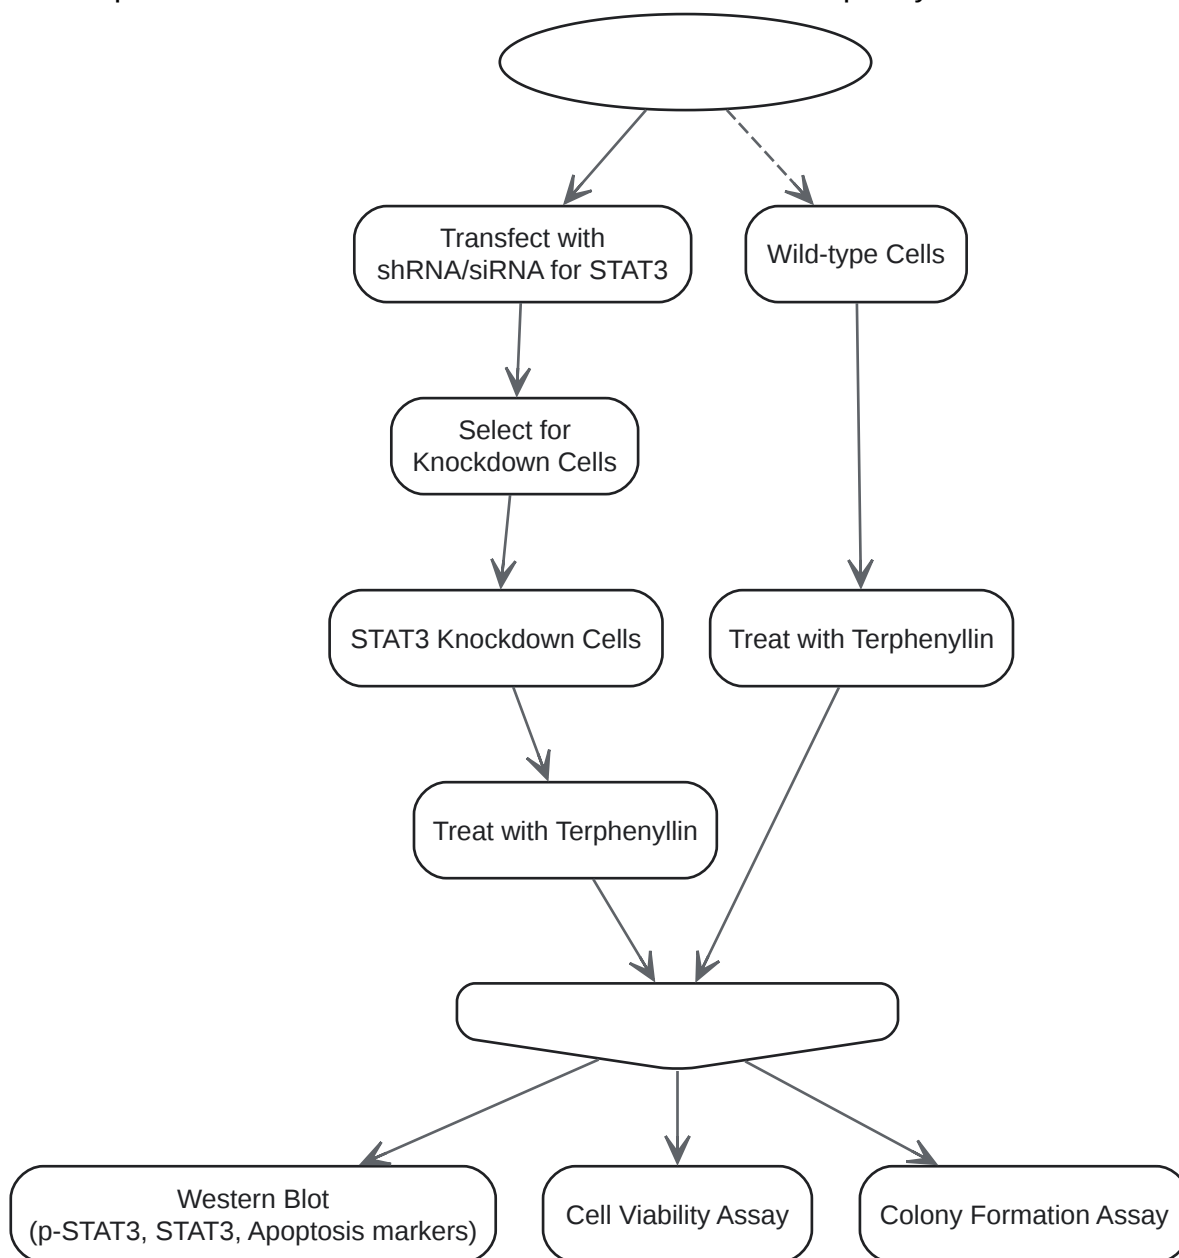 Transfect with
shRNA/siRNA for STAT3
Wild-type Cells
Select for
Knockdown Cells
STAT3 Knockdown Cells
Treat with Terphenyllin
Treat with Terphenyllin
Western Blot
(p-STAT3, STAT3, Apoptosis markers)
Cell Viability Assay
Colony Formation Assay